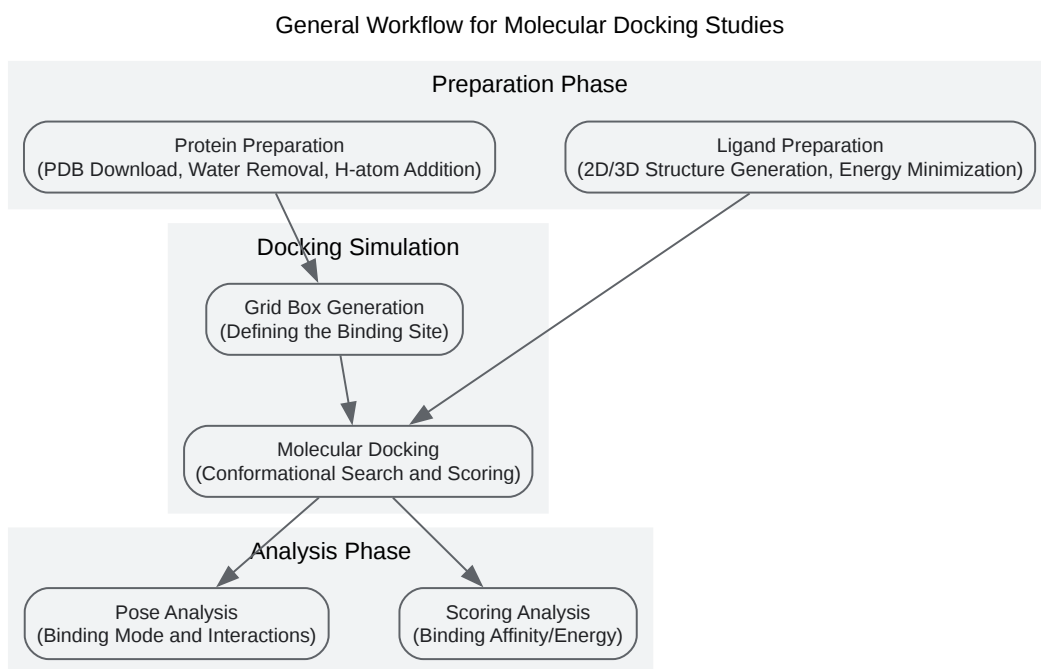 General Workflow for Molecular Docking Studies
Preparation Phase
Protein Preparation
(PDB Download, Water Removal, H-atom Addition)
Ligand Preparation
(2D/3D Structure Generation, Energy Minimization)
Docking Simulation
Grid Box Generation
(Defining the Binding Site)
Molecular Docking
(Conformational Search and Scoring)
Analysis Phase
Pose Analysis
(Binding Mode and Interactions)
Scoring Analysis
(Binding Affinity/Energy)